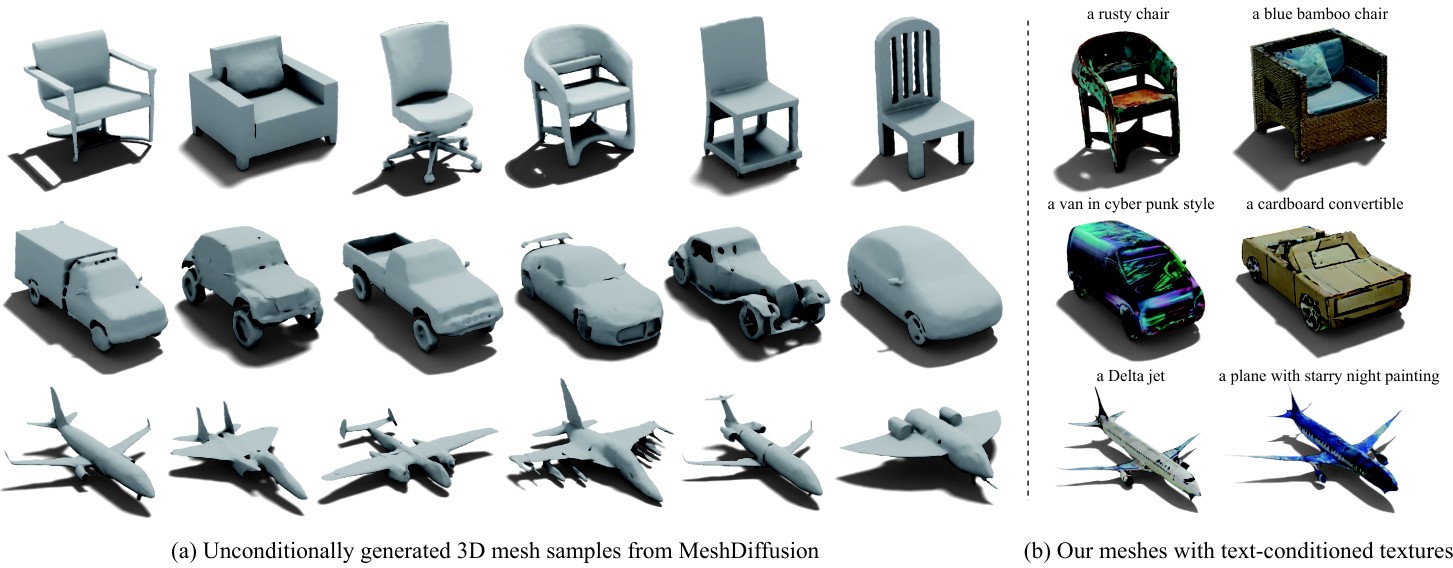 a rusty chair
a blue bamboo chair
a van in cyber punk style
a cardboard convertible
a Delta jet
a plane with starry night painting
(a) Unconditionally generated 3D mesh samples from MeshDiffusion
(b) Our meshes with text-conditioned textures